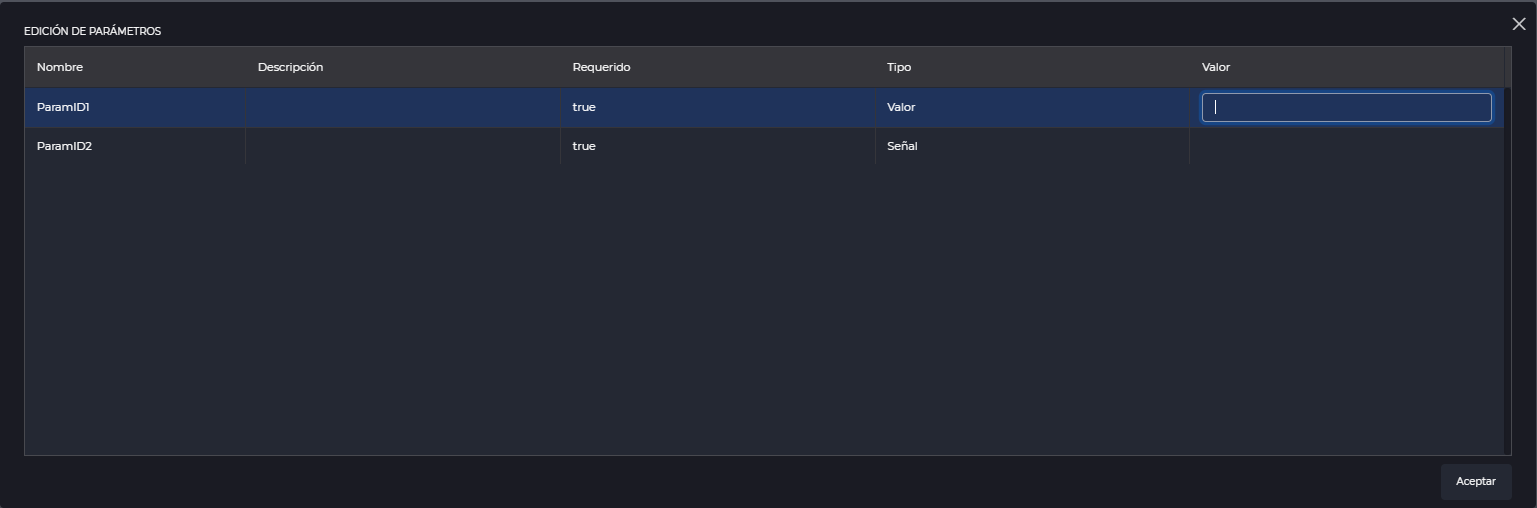 EDICIÓN DE PARÁMETROS
Nombre Descripción Requerido Tipo Valor
ParamID1 true Valor
ParamID2 true Señal
Aceptar